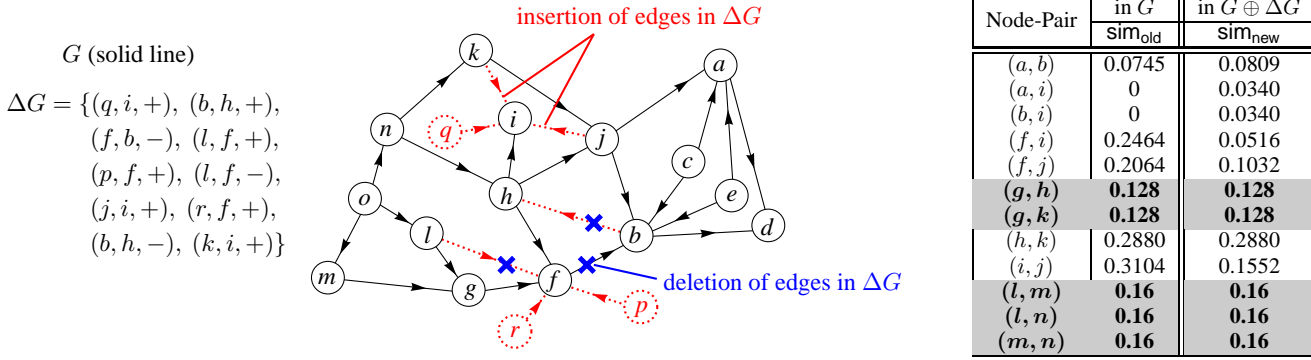 insertion of edges in ΔG
G (solid line)
ΔG = {(q, i, +), (b, h, +),
(f, b, −), (l, f, +),
(p, f, +), (l, f, −),
(j, i, +), (r, f, +),
(b, h, −), (k, i, +)}
k
a
q
i
n
j
c
o
h
e
l
b
d
deletion of edges in ΔG
m
g
f
p
r
Node-Pair in G in G ⊕ ΔG
sim_old sim_new
(a, b) 0.0745 0.0809
(a, i) 0 0.0340
(b, i) 0 0.0340
(f, i) 0.2464 0.0516
(f, j) 0.2064 0.1032
(g, h) 0.128 0.128
(g, k) 0.128 0.128
(h, k) 0.2880 0.2880
(i, j) 0.3104 0.1552
(l, m) 0.16 0.16
(l, n) 0.16 0.16
(m, n) 0.16 0.16